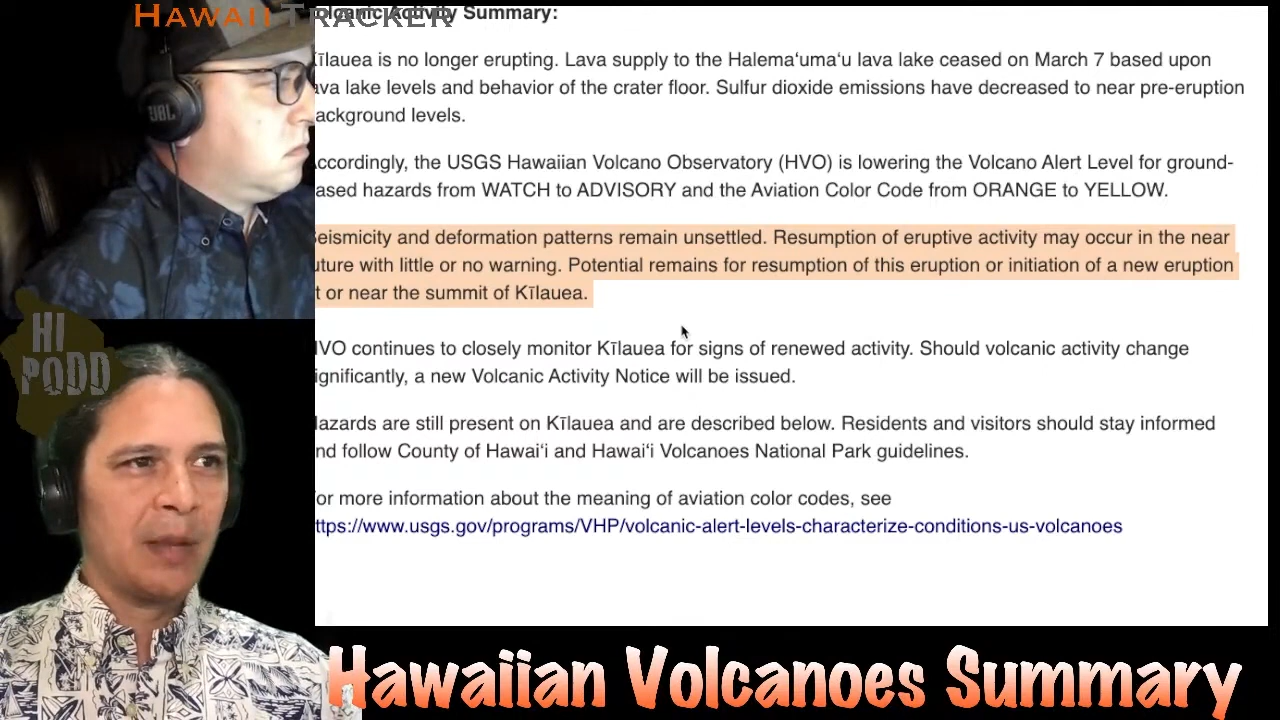 HAWAII TRACKER
olcanic Activity Summary:
Kīlauea is no longer erupting. Lava supply to the Halemaʻumaʻu lava lake ceased on March 7 based upon
ava lake levels and behavior of the crater floor. Sulfur dioxide emissions have decreased to near pre-eruption
ackground levels.
ccordingly, the USGS Hawaiian Volcano Observatory (HVO) is lowering the Volcano Alert Level for ground-
ased hazards from WATCH to ADVISORY and the Aviation Color Code from ORANGE to YELLOW.
Seismicity and deformation patterns remain unsettled. Resumption of eruptive activity may occur in the near
uture with little or no warning. Potential remains for resumption of this eruption or initiation of a new eruption
t or near the summit of Kīlauea.
HVO continues to closely monitor Kīlauea for signs of renewed activity. Should volcanic activity change
ignificantly, a new Volcanic Activity Notice will be issued.
Hazards are still present on Kīlauea and are described below. Residents and visitors should stay informed
nd follow County of Hawaiʻi and Hawaiʻi Volcanoes National Park guidelines.
or more information about the meaning of aviation color codes, see
ttps://www.usgs.gov/programs/VHP/volcanic-alert-levels-characterize-conditions-us-volcanoes
JBL
HI
PODD
Hawaiian Volcanoes Summary